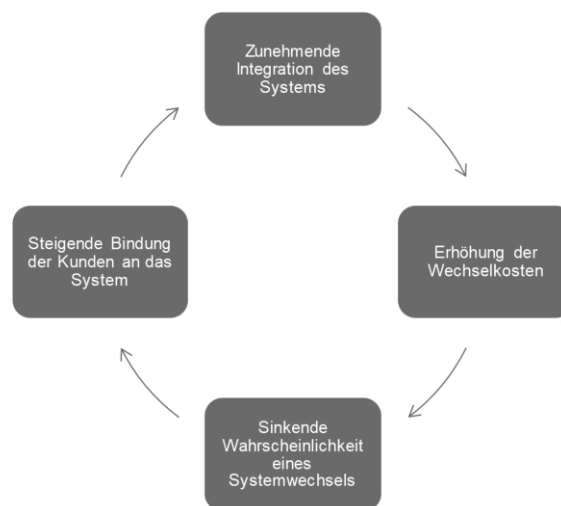 Zunehmende
Integration des
Systems
Steigende Bindung
der Kunden an das
System
Erhöhung der
Wechselkosten
Sinkende
Wahrscheinlichkeit
eines
Systemwechsels